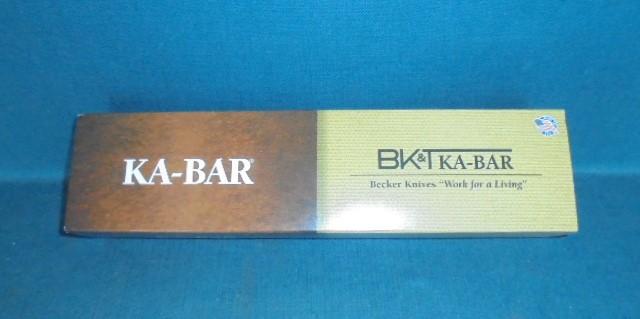 KA-BAR®
BK&T KA-BAR
Becker Knives "Work for a Living"